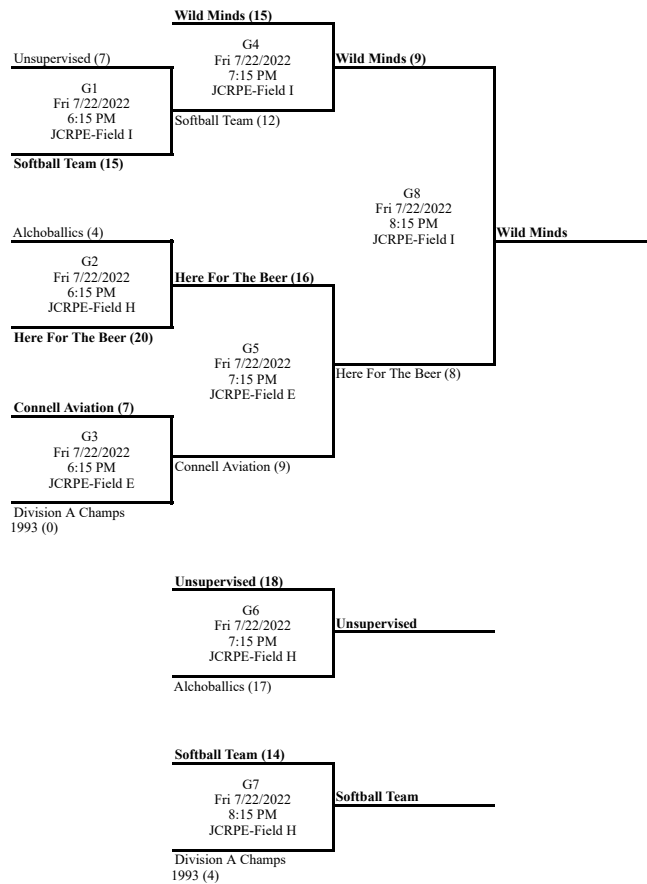 Wild Minds (15)
G4
Fri 7/22/2022
7:15 PM
JCRPE-Field I
Wild Minds (9)
Unsupervised (7)
G1
Fri 7/22/2022
6:15 PM
JCRPE-Field I
Softball Team (12)
Softball Team (15)
G8
Fri 7/22/2022
8:15 PM
JCRPE-Field I
Wild Minds
Alchoballics (4)
G2
Fri 7/22/2022
6:15 PM
JCRPE-Field H
Here For The Beer (16)
Here For The Beer (20)
G5
Fri 7/22/2022
7:15 PM
JCRPE-Field E
Here For The Beer (8)
Connell Aviation (7)
G3
Fri 7/22/2022
6:15 PM
JCRPE-Field E
Connell Aviation (9)
Division A Champs
1993 (0)
Unsupervised (18)
G6
Fri 7/22/2022
7:15 PM
JCRPE-Field H
Unsupervised
Alchoballics (17)
Softball Team (14)
G7
Fri 7/22/2022
8:15 PM
JCRPE-Field H
Softball Team
Division A Champs
1993 (4)